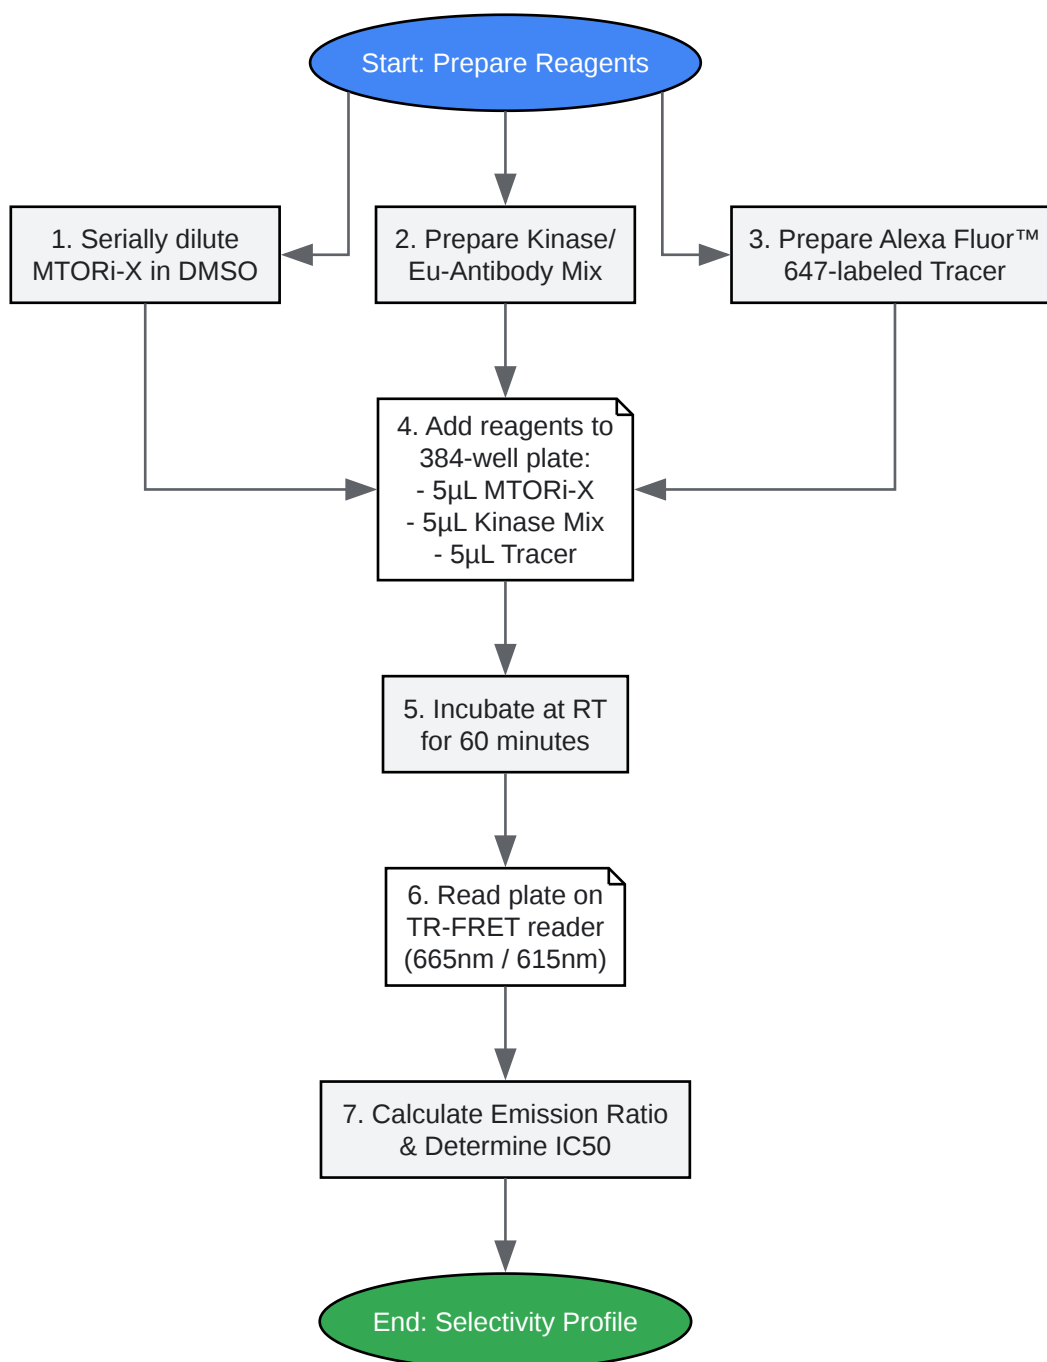 Start: Prepare Reagents
1. Serially dilute
MTORi-X in DMSO
2. Prepare Kinase/
Eu-Antibody Mix
3. Prepare Alexa Fluor™
647-labeled Tracer
4. Add reagents to
384-well plate:
- 5µL MTORi-X
- 5µL Kinase Mix
- 5µL Tracer
5. Incubate at RT
for 60 minutes
6. Read plate on
TR-FRET reader
(665nm / 615nm)
7. Calculate Emission Ratio
& Determine IC50
End: Selectivity Profile